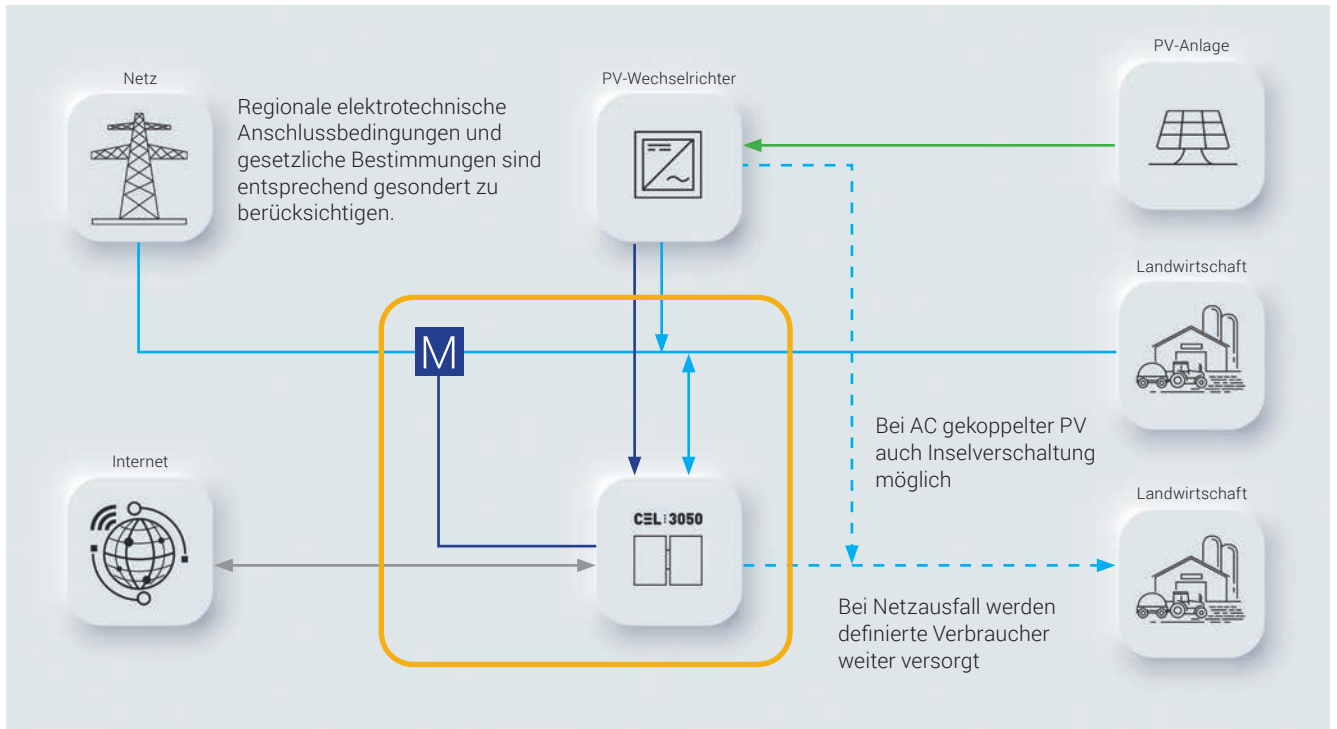 Netz
Regionale elektrotechnische
Anschlussbedingungen und
gesetzliche Bestimmungen sind
entsprechend gesondert zu
berücksichtigen.
PV-Wechselrichter
PV-Anlage
Landwirtschaft
M
Bei AC gekoppelter PV
auch Inselverschaltung
möglich
Internet
CEL:3050
Landwirtschaft
Bei Netzausfall werden
definierte Verbraucher
weiter versorgt